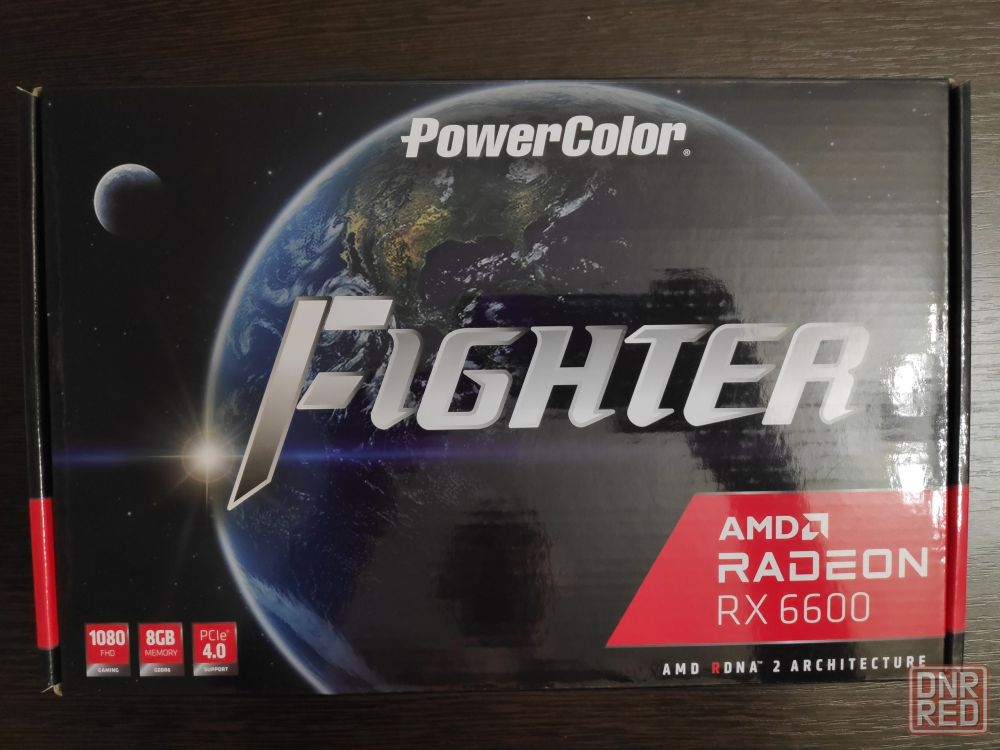 PowerColor®
FIGHTER
AMD
RADEON
RX 6600
1080
FHD
GAMING
8GB
MEMORY
GDDR6
PCIe®
4.0
SUPPORT
AMD RDNA™ 2 ARCHITECTURE
DNR
RED